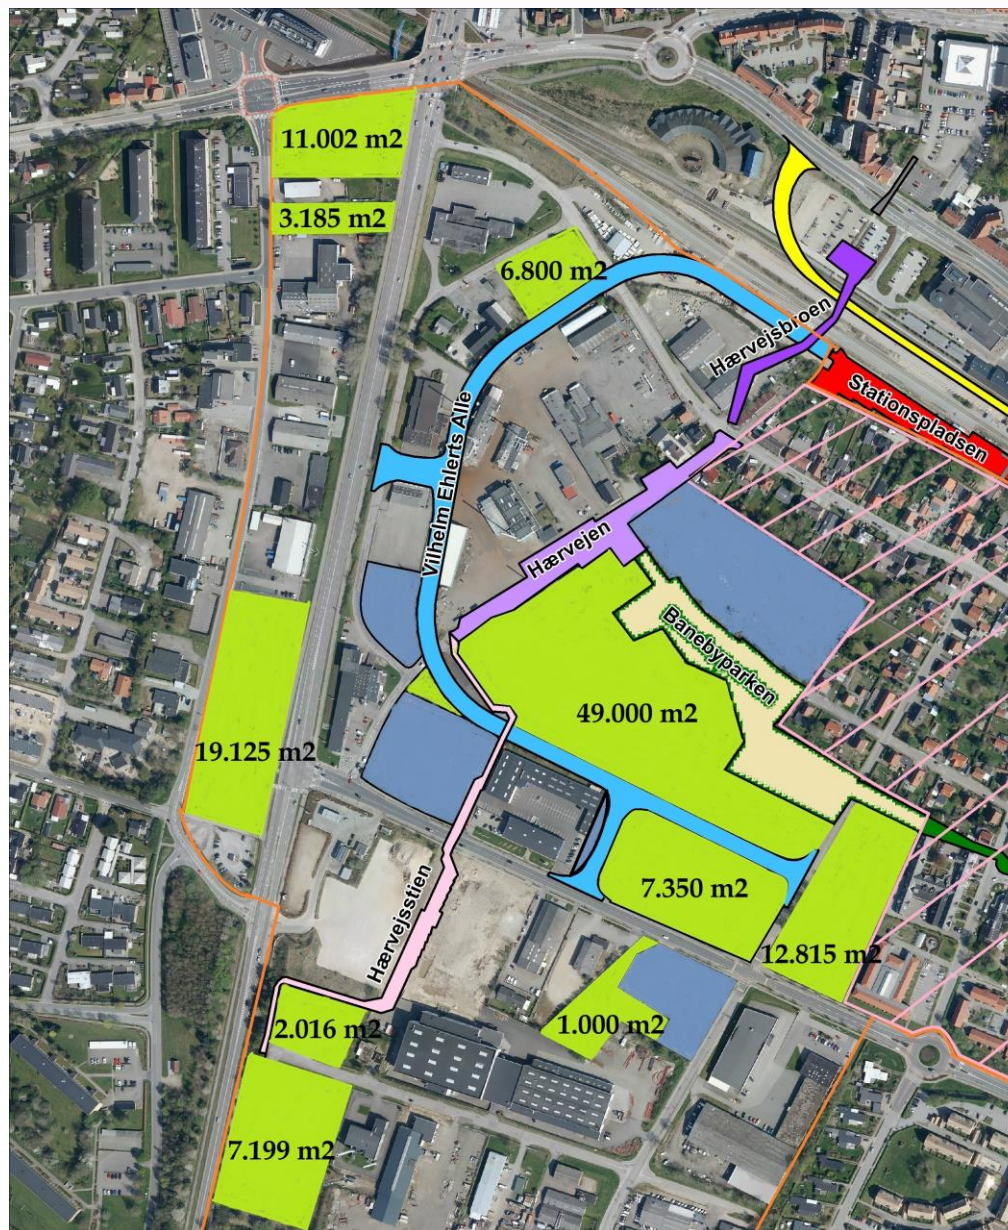 11.002 m2
3.185 m2
6.800 m2
Hærvejsbroen
Stationspladsen
Vilhelm Ehlerts Alle
Hærvejen
Banebyparken
49.000 m2
19.125 m2
7.350 m2
Hærvejsstien
12.815 m2
2.016 m2
1.000 m2
7.199 m2